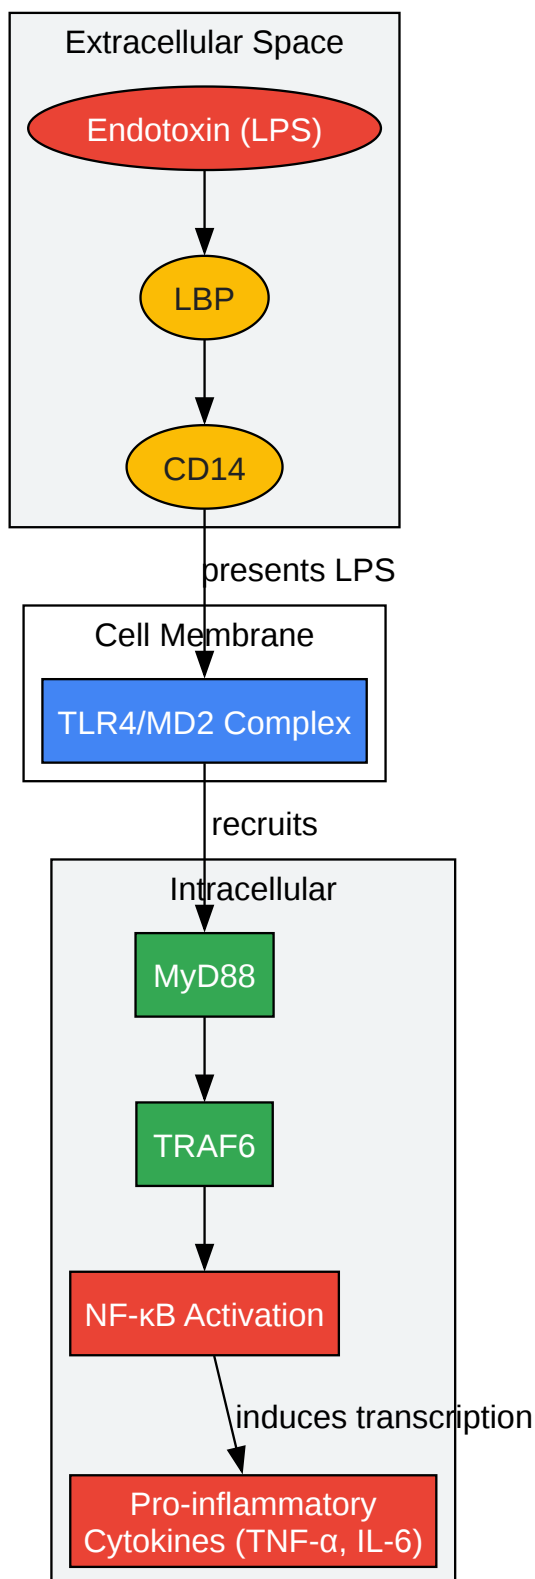 Extracellular Space
Endotoxin (LPS)
LBP
CD14
presents LPS
Cell Membrane
TLR4/MD2 Complex
recruits
Intracellular
MyD88
TRAF6
NF-κB Activation
induces transcription
Pro-inflammatory
Cytokines (TNF-α, IL-6)